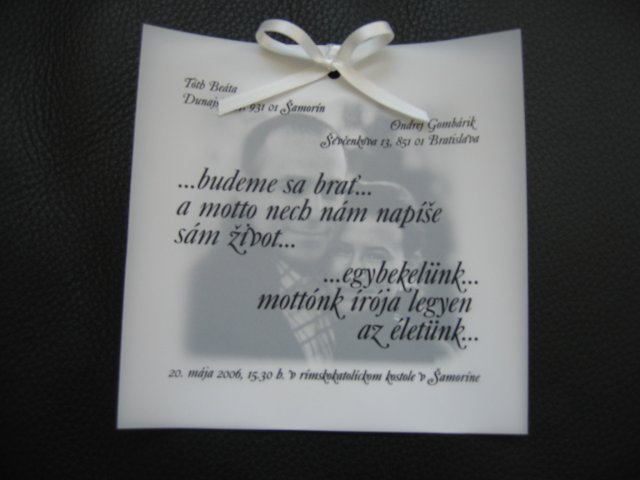 Tóth Beáta
931 01 Šamorín
Ondrej Gombárik
Ševčenkova 13, 851 01 Bratislava
...budeme sa brať...
a motto nech nám napíše
sám život...
...egybekelünk...
mottónk írója legyen
az életünk...
20. mája 2006, 15.30 h. v rímskokatolíckom kostole v Šamoríne